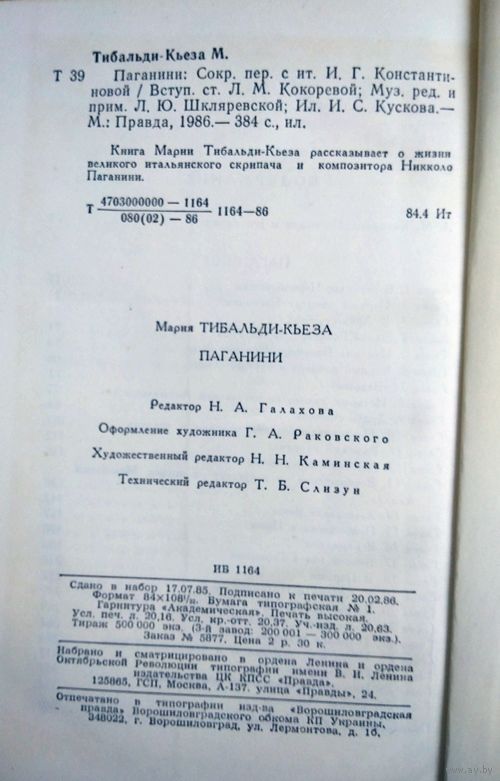 Тибальди-Кьеза М.
Т 39 Паганини: Сокр. пер. с ит. И. Г. Константи-
новой / Вступ. ст. Л. М. Кокоревой; Муз. ред. и
прим. Л. Ю. Шкляревской; Ил. И. С. Кускова.—
М.: Правда, 1986.— 384 с., ил.
Книга Марии Тибальди-Кьеза рассказывает о жизни
великого итальянского скрипача и композитора Никколо
Паганини.
Т 4703000000 — 1164 / 080(02) — 86 1164—86 84.4 Ит
Мария ТИБАЛЬДИ-КЬЕЗА
ПАГАНИНИ
Редактор Н. А. Галахова
Оформление художника Г. А. Раковского
Художественный редактор Н. Н. Каминская
Технический редактор Т. Б. Слизун
ИБ 1164
Сдано в набор 17.07.85. Подписано к печати 20.02.86.
Формат 84×108¹/₃₂. Бумага типографская № 1.
Гарнитура «Академическая». Печать высокая.
Усл. печ. л. 20,16. Усл. кр.-отт. 20,37. Уч.-изд. л. 20,63.
Тираж 500 000 экз. (3-й завод: 200 001 — 300 000 экз.).
Заказ № 5877. Цена 2 р. 30 к.
Набрано и сматрицировано в ордена Ленина и ордена
Октябрьской Революции типографии имени В. И. Ленина
издательства ЦК КПСС «Правда».
125865, ГСП, Москва, А-137, улица «Правды», 24.
Отпечатано в типографии изд-ва «Ворошиловградская
правда» Ворошиловградского обкома КП Украины.
348022, г. Ворошиловград, ул. Лермонтова, д. 1б.
www.av.by